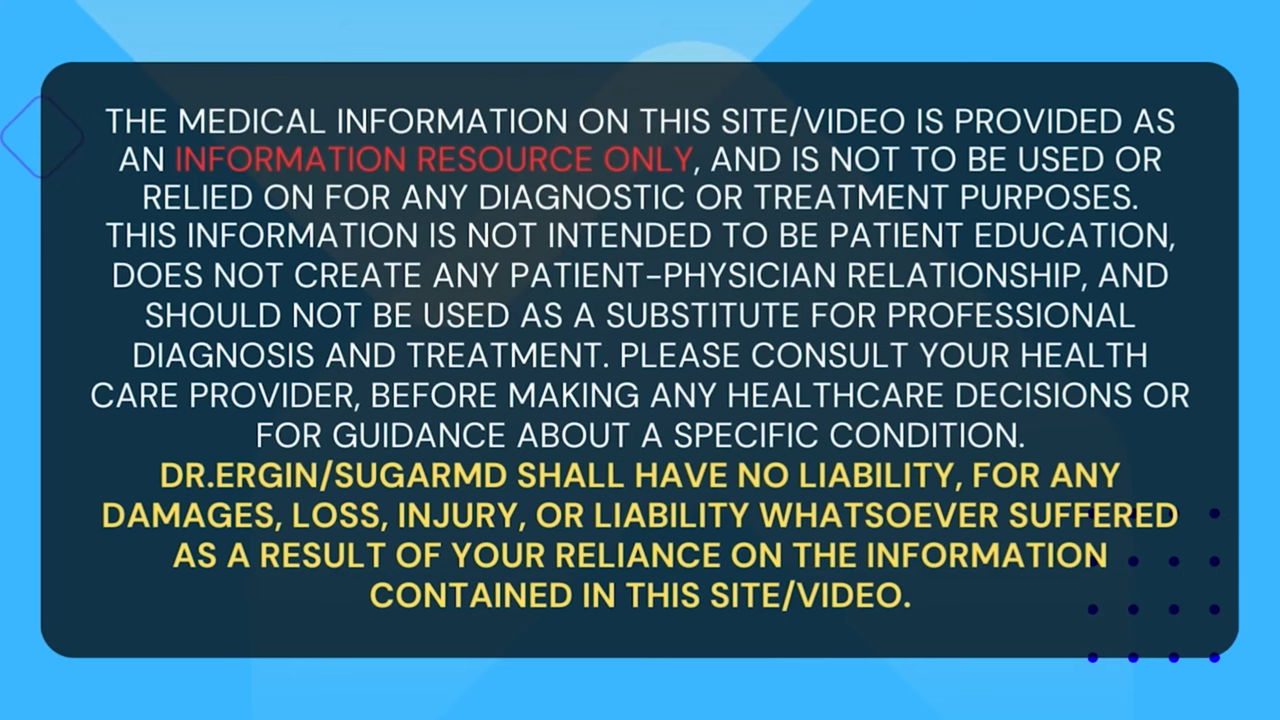 THE MEDICAL INFORMATION ON THIS SITE/VIDEO IS PROVIDED AS
AN INFORMATION RESOURCE ONLY, AND IS NOT TO BE USED OR
RELIED ON FOR ANY DIAGNOSTIC OR TREATMENT PURPOSES.
THIS INFORMATION IS NOT INTENDED TO BE PATIENT EDUCATION,
DOES NOT CREATE ANY PATIENT-PHYSICIAN RELATIONSHIP, AND
SHOULD NOT BE USED AS A SUBSTITUTE FOR PROFESSIONAL
DIAGNOSIS AND TREATMENT. PLEASE CONSULT YOUR HEALTH
CARE PROVIDER, BEFORE MAKING ANY HEALTHCARE DECISIONS OR
FOR GUIDANCE ABOUT A SPECIFIC CONDITION.
DR.ERGIN/SUGARMD SHALL HAVE NO LIABILITY, FOR ANY
DAMAGES, LOSS, INJURY, OR LIABILITY WHATSOEVER SUFFERED
AS A RESULT OF YOUR RELIANCE ON THE INFORMATION
CONTAINED IN THIS SITE/VIDEO.